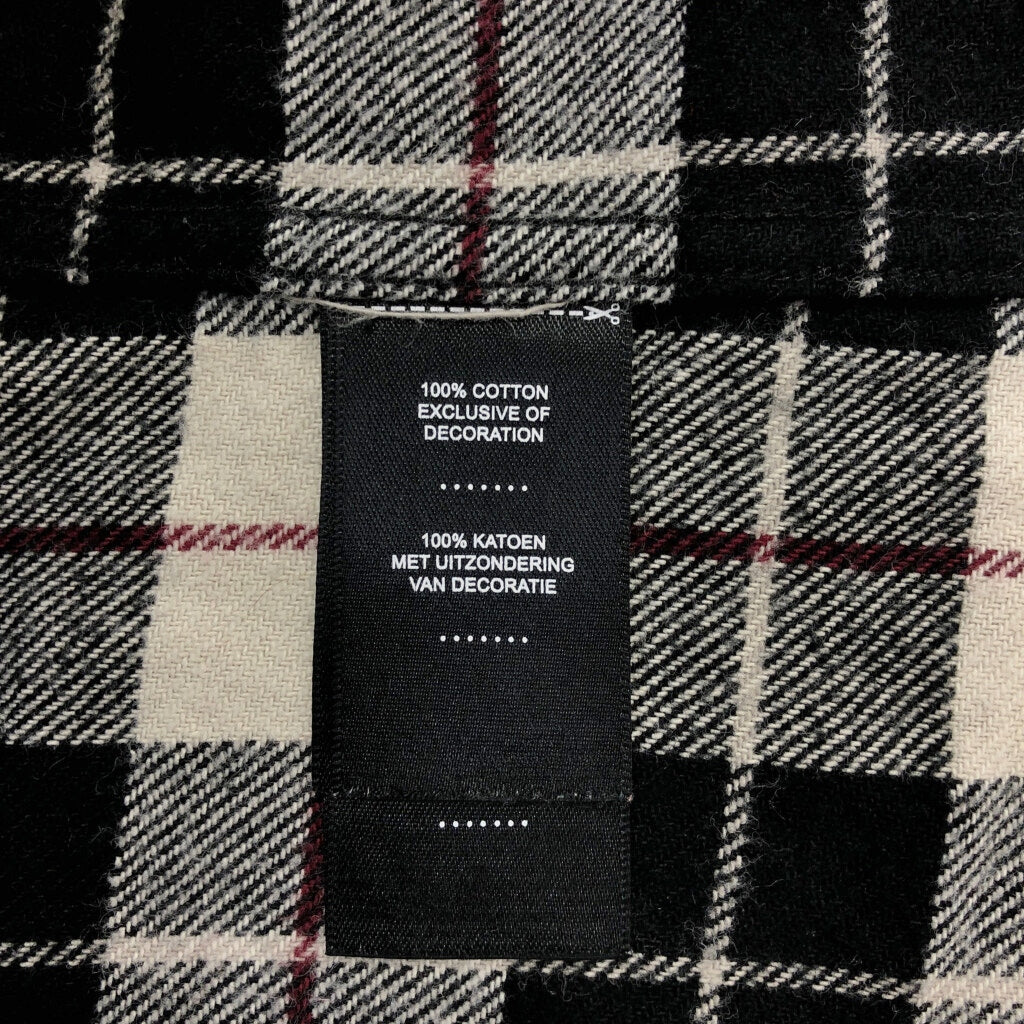 100% COTTON
EXCLUSIVE OF
DECORATION
.......
100% KATOEN
MET UITZONDERING
VAN DECORATIE
.......
.......